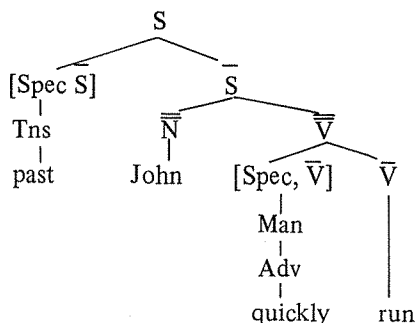 S
[Spec S̄]
S̄
Tns N̿ V̿
past John [Spec, V̄] V̄
Man
Adv
quickly run